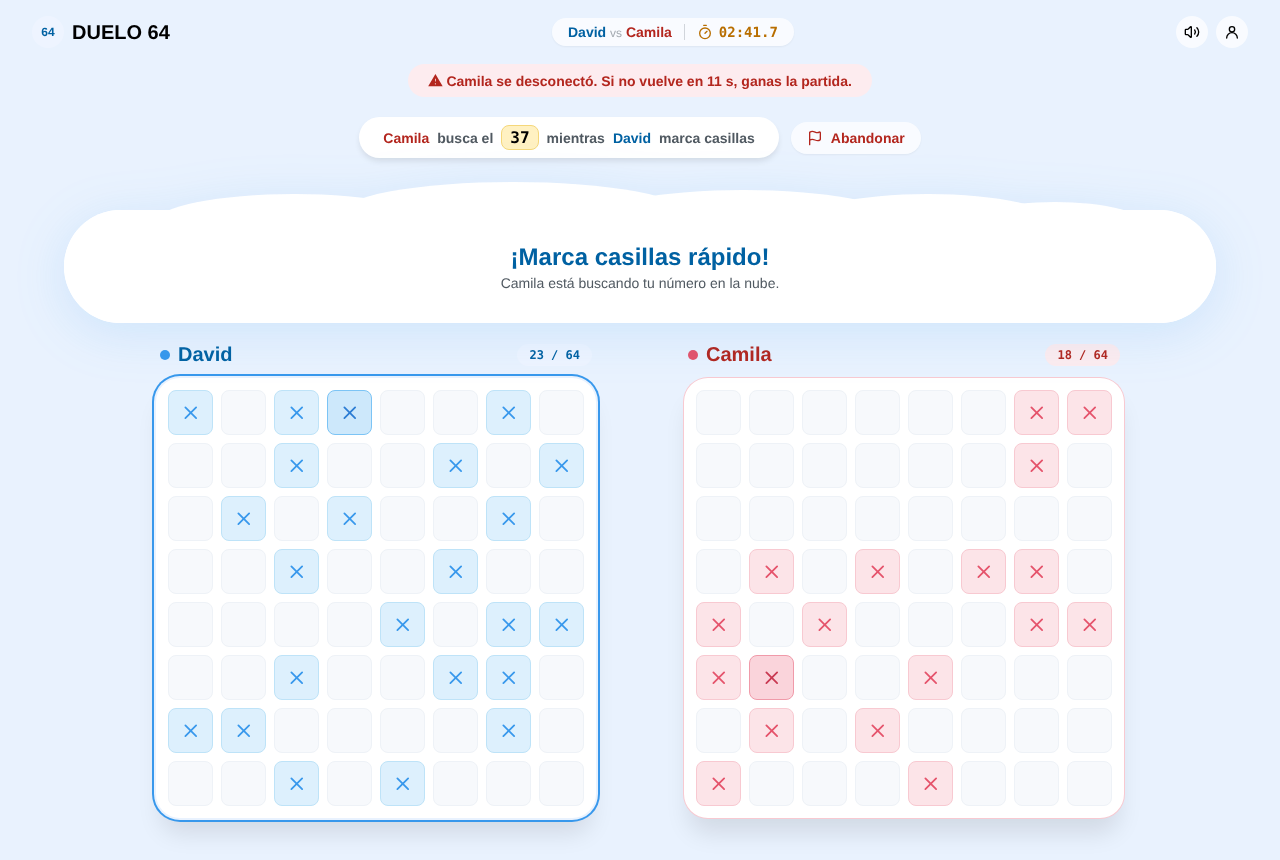 64 DUELO 64
David vs Camila 02:41.7
Camila se desconectó. Si no vuelve en 11 s, ganas la partida.
Camila busca el 37 mientras David marca casillas
Abandonar
¡Marca casillas rápido!
Camila está buscando tu número en la nube.
David 23 / 64
Camila 18 / 64